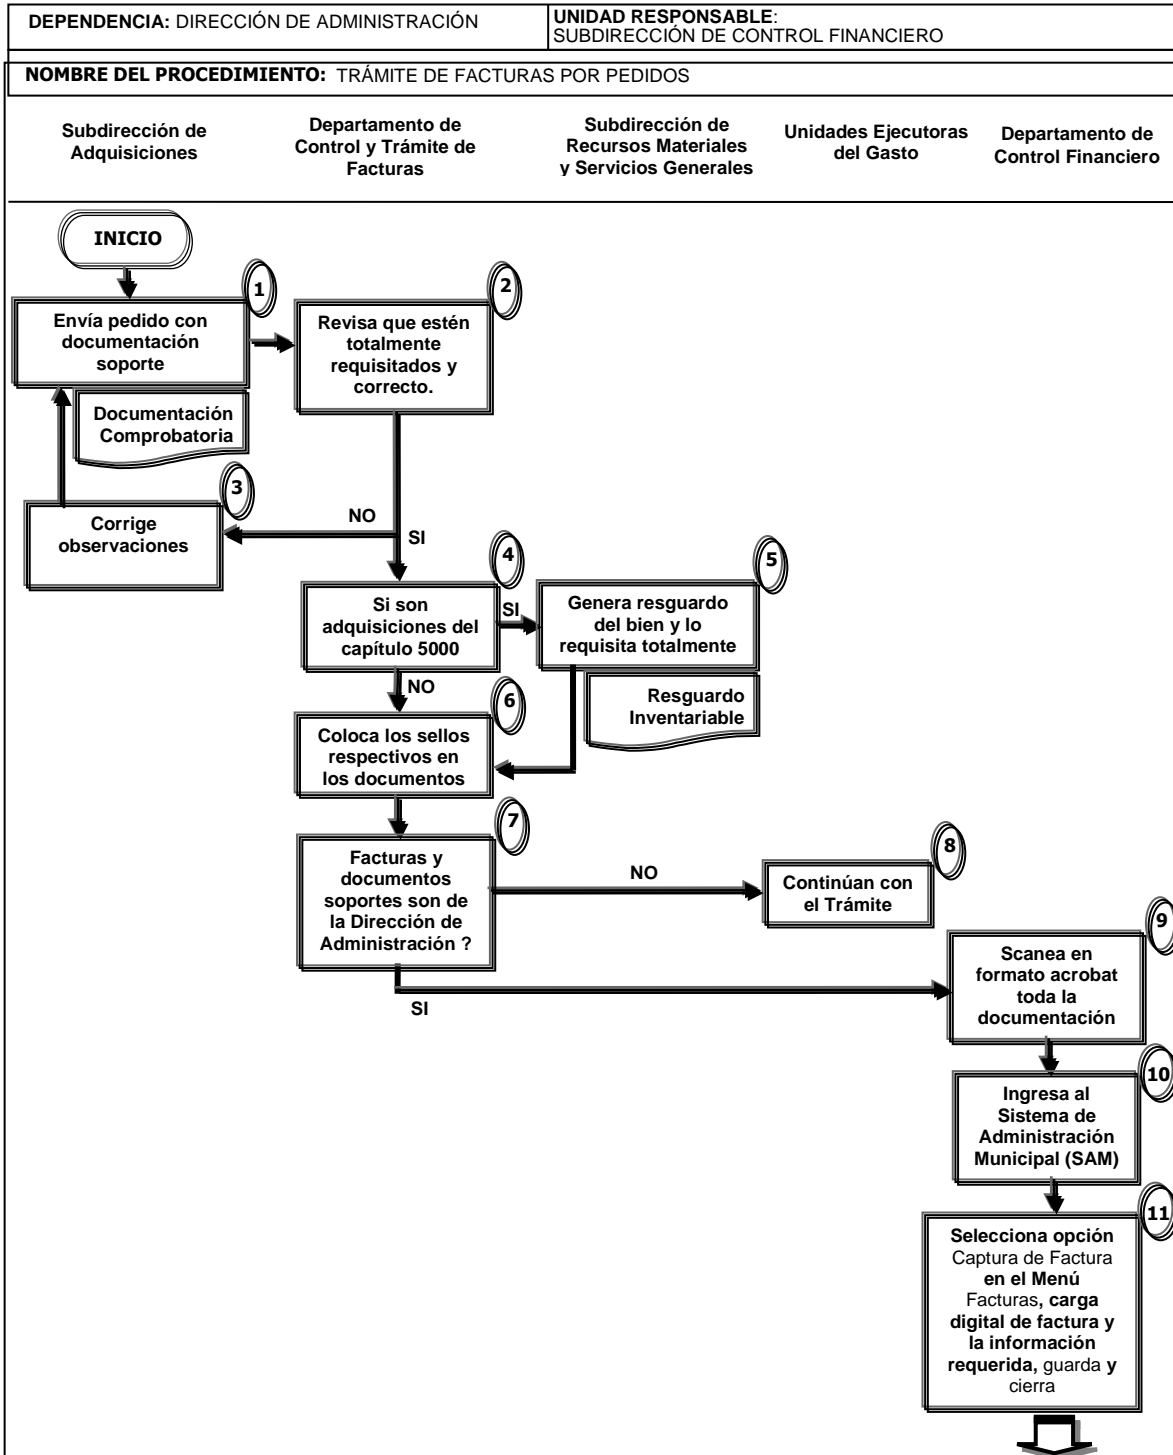 DEPENDENCIA: DIRECCIÓN DE ADMINISTRACIÓN
UNIDAD RESPONSABLE:
SUBDIRECCIÓN DE CONTROL FINANCIERO
NOMBRE DEL PROCEDIMIENTO: TRÁMITE DE FACTURAS POR PEDIDOS
Subdirección de
Adquisiciones
Departamento de
Control y Trámite de
Facturas
Subdirección de
Recursos Materiales
y Servicios Generales
Unidades Ejecutoras
del Gasto
Departamento de
Control Financiero
INICIO
1
Envía pedido con
documentación
soporte
Documentación
Comprobatoria
2
Revisa que estén
totalmente
requisitados y
correcto.
3
Corrige
observaciones
NO
SI
4
Si son
adquisiciones del
capítulo 5000
SI
5
Genera resguardo
del bien y lo
requisita totalmente
Resguardo
Inventariable
NO
6
Coloca los sellos
respectivos en
los documentos
7
Facturas y
documentos
soportes son de
la Dirección de
Administración ?
NO
8
Continúan con
el Trámite
SI
9
Scanea en
formato acrobat
toda la
documentación
10
Ingresa al
Sistema de
Administración
Municipal (SAM)
11
Selecciona opción
Captura de Factura
en el Menú
Facturas, carga
digital de factura y
la información
requerida, guarda y
cierra